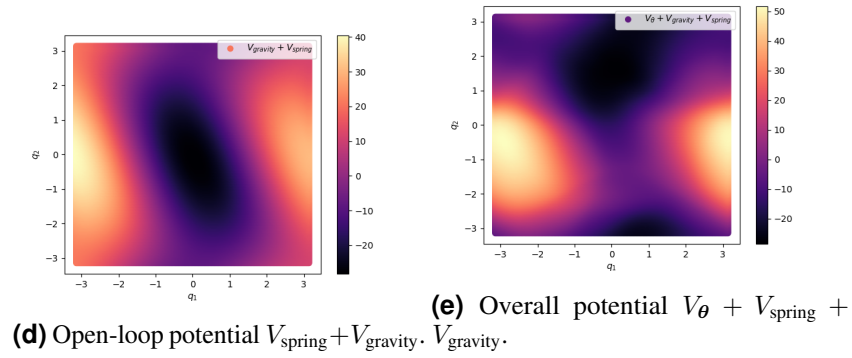 V_gravity + V_spring
3
2
1
0
−1
−2
−3
q₂
−3 −2 −1 0 1 2 3
q₁
40
30
20
10
0
−10
−20
V_θ + V_gravity + V_spring
3
2
1
0
−1
−2
−3
q₂
−3 −2 −1 0 1 2 3
q₁
50
40
30
20
10
0
−10
−20
(d) Open-loop potential V_spring+V_gravity.
(e) Overall potential V_θ + V_spring +
V_gravity.